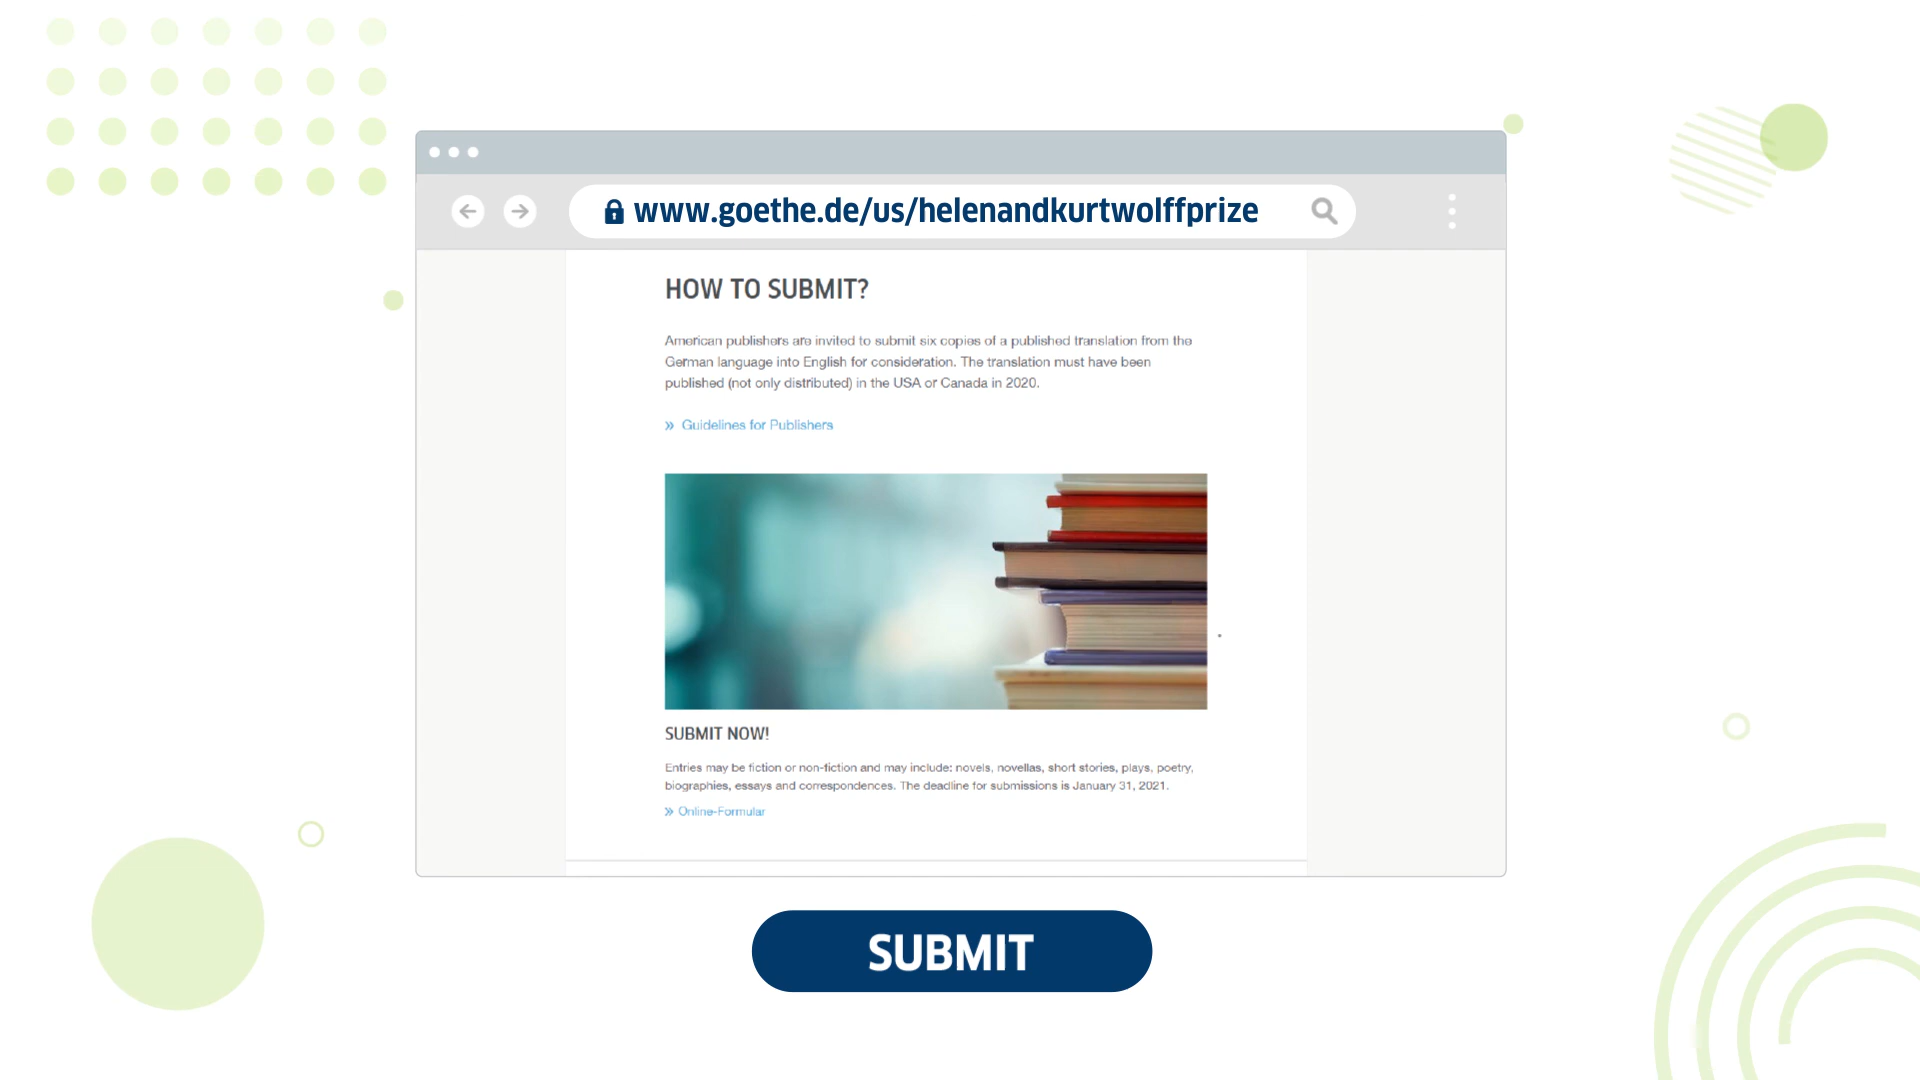 www.goethe.de/us/helenandkurtwolffprize
HOW TO SUBMIT?
American publishers are invited to submit six copies of a published translation from the
German language into English for consideration. The translation must have been
published (not only distributed) in the USA or Canada in 2020.
» Guidelines for Publishers
SUBMIT NOW!
Entries may be fiction or non-fiction and may include: novels, novellas, short stories, plays, poetry,
biographies, essays and correspondences. The deadline for submissions is January 31, 2021.
» Online-Formular
SUBMIT